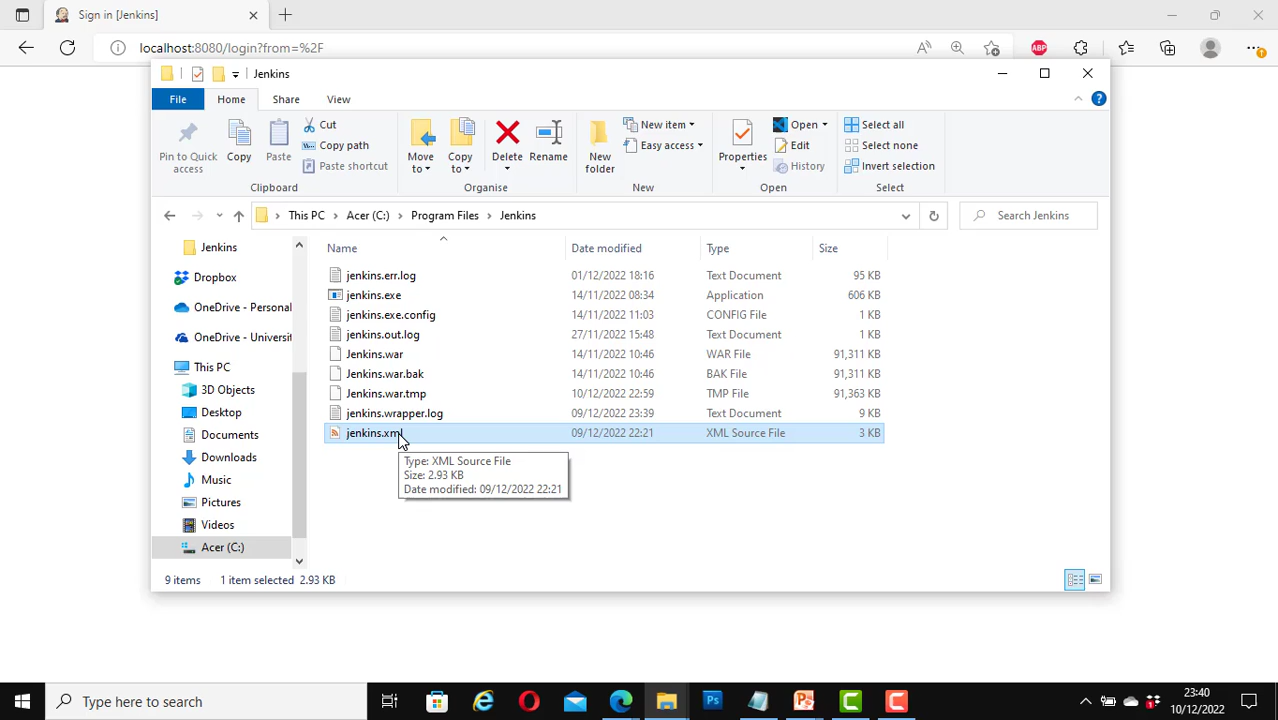 Sign in [Jenkins]
localhost:8080/login?from=%2F
ABP
Jenkins
File Home Share View
Pin to Quick access
Copy
Paste
Cut
Copy path
Paste shortcut
Clipboard
Move to
Copy to
Delete
Rename
Organise
New folder
New item
Easy access
New
Properties
Open
Edit
History
Open
Select all
Select none
Invert selection
Select
This PC > Acer (C:) > Program Files > Jenkins
Search Jenkins
Jenkins
Dropbox
OneDrive - Personal
OneDrive - Universit
This PC
3D Objects
Desktop
Documents
Downloads
Music
Pictures
Videos
Acer (C:)
Name Date modified Type Size
jenkins.err.log 01/12/2022 18:16 Text Document 95 KB
jenkins.exe 14/11/2022 08:34 Application 606 KB
jenkins.exe.config 14/11/2022 11:03 CONFIG File 1 KB
jenkins.out.log 27/11/2022 15:48 Text Document 1 KB
Jenkins.war 14/11/2022 10:46 WAR File 91,311 KB
Jenkins.war.bak 14/11/2022 10:46 BAK File 91,311 KB
Jenkins.war.tmp 10/12/2022 22:59 TMP File 91,363 KB
jenkins.wrapper.log 09/12/2022 23:39 Text Document 9 KB
jenkins.xml 09/12/2022 22:21 XML Source File 3 KB
Type: XML Source File
Size: 2.93 KB
Date modified: 09/12/2022 22:21
9 items 1 item selected 2.93 KB
Type here to search
23:40
10/12/2022